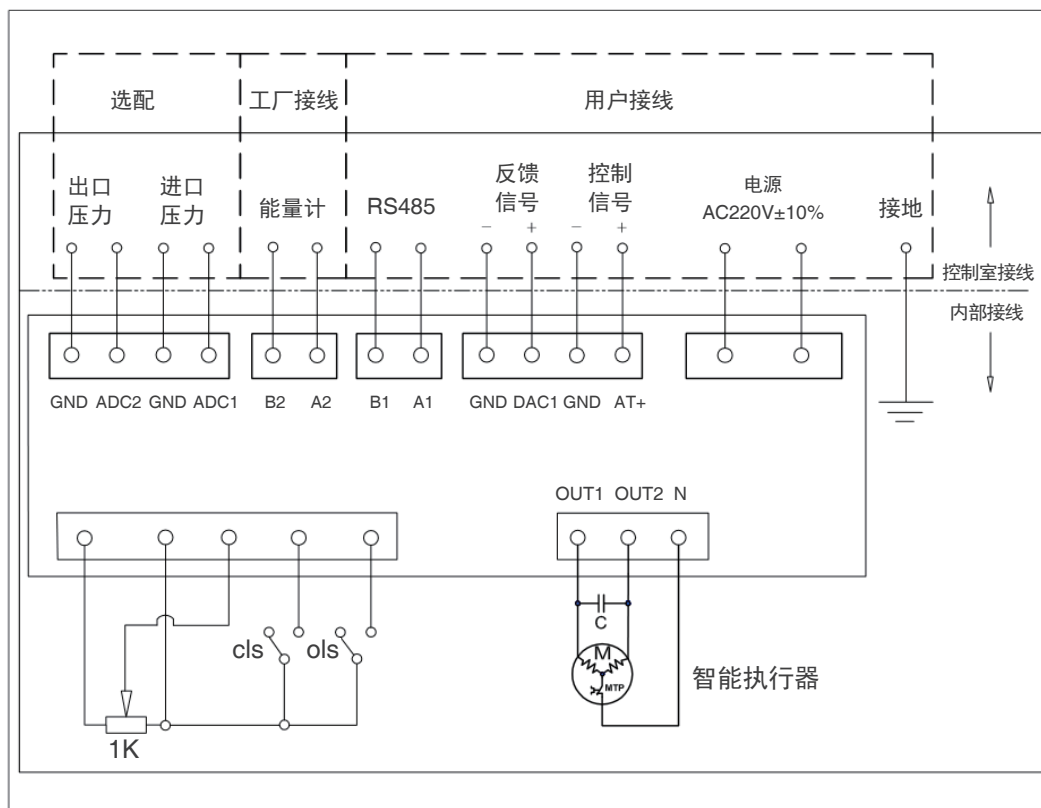 选配 工厂接线 用户接线
出口 进口 反馈 控制 电源
压力 压力 能量计 RS485 信号 信号 AC220V±10% 接地
− + − +
控制室接线
内部接线
GND ADC2 GND ADC1 B2 A2 B1 A1 GND DAC1 GND AT+
OUT1 OUT2 N
C
cls ols M
MTP 智能执行器
1K